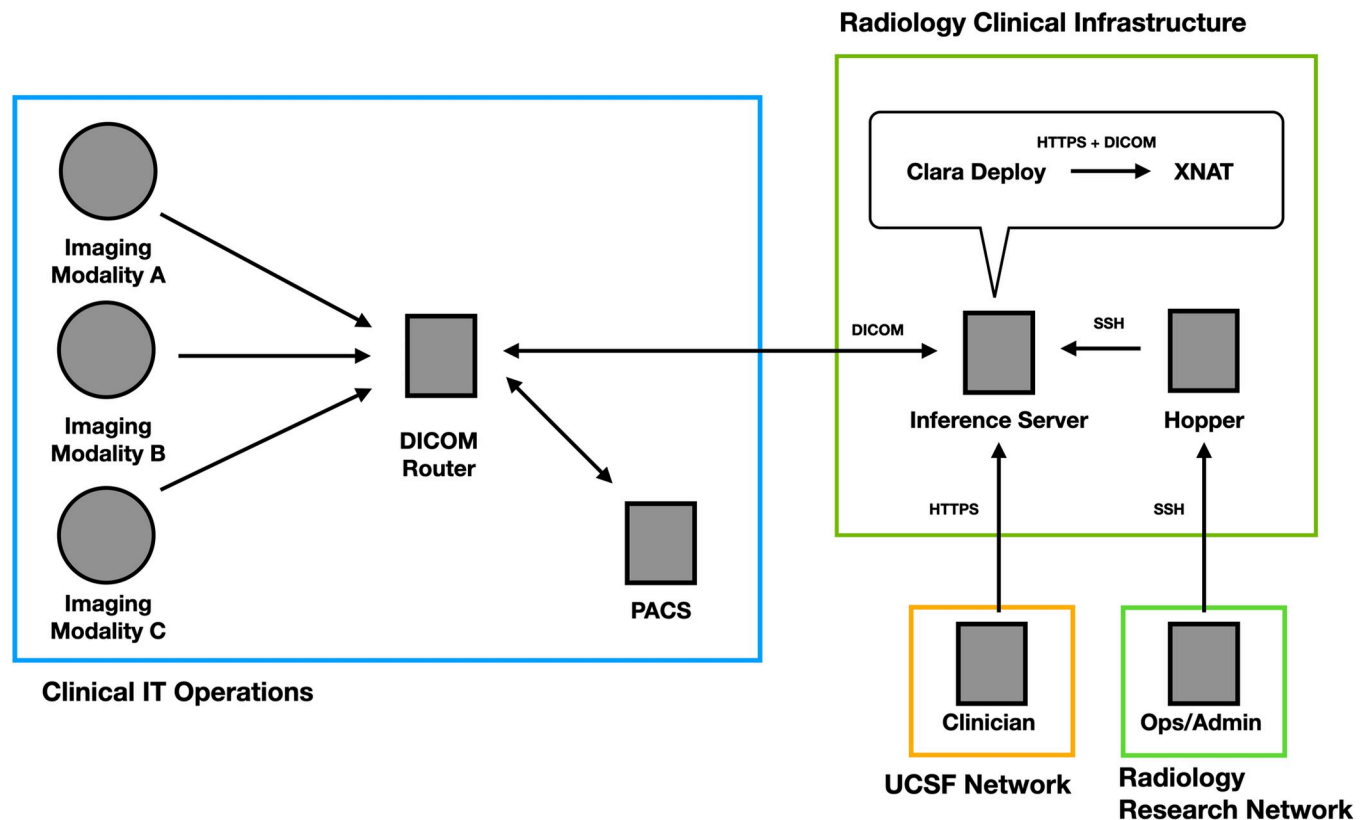 Radiology Clinical Infrastructure
HTTPS + DICOM
Clara Deploy
XNAT
Imaging
Modality A
Imaging
Modality B
Imaging
Modality C
DICOM
Router
PACS
Clinical IT Operations
DICOM
SSH
Inference Server
Hopper
HTTPS
SSH
Clinician
Ops/Admin
UCSF Network
Radiology
Research Network